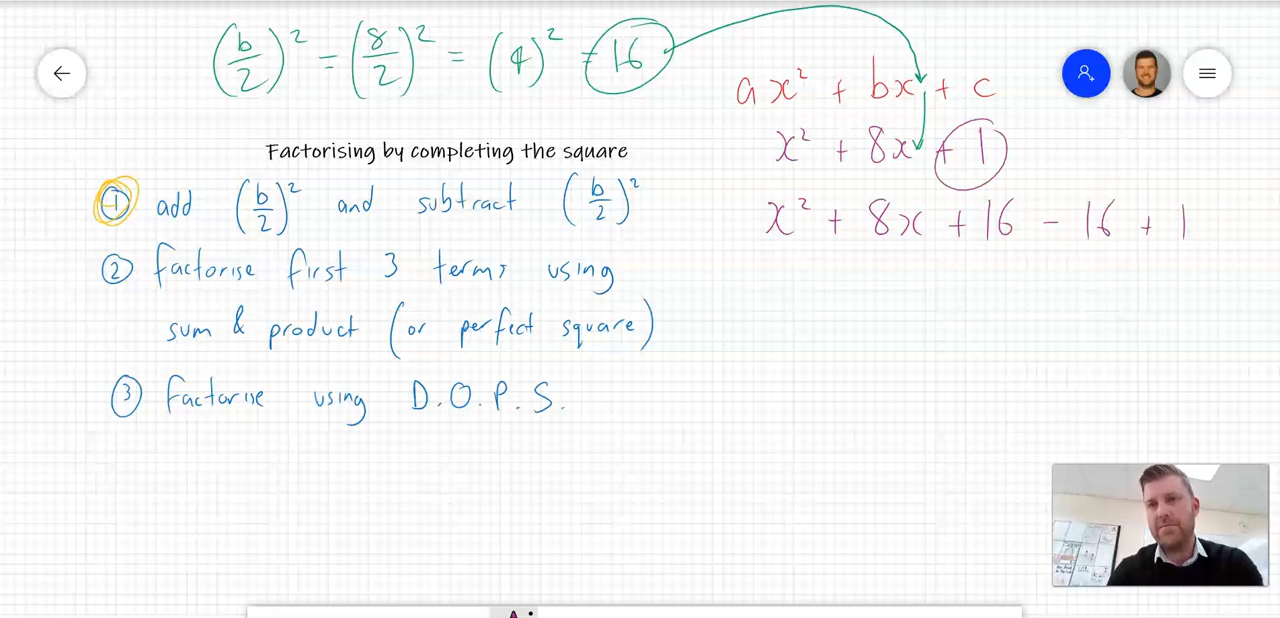 (b/2)² = (8/2)² = (4)² = 16
ax² + bx + c
x² + 8x + 1
x² + 8x + 16 - 16 + 1
Factorising by completing the square
① add (b/2)² and subtract (b/2)²
② factorise first 3 terms using
sum & product (or perfect square)
③ factorise using D.O.P.S.